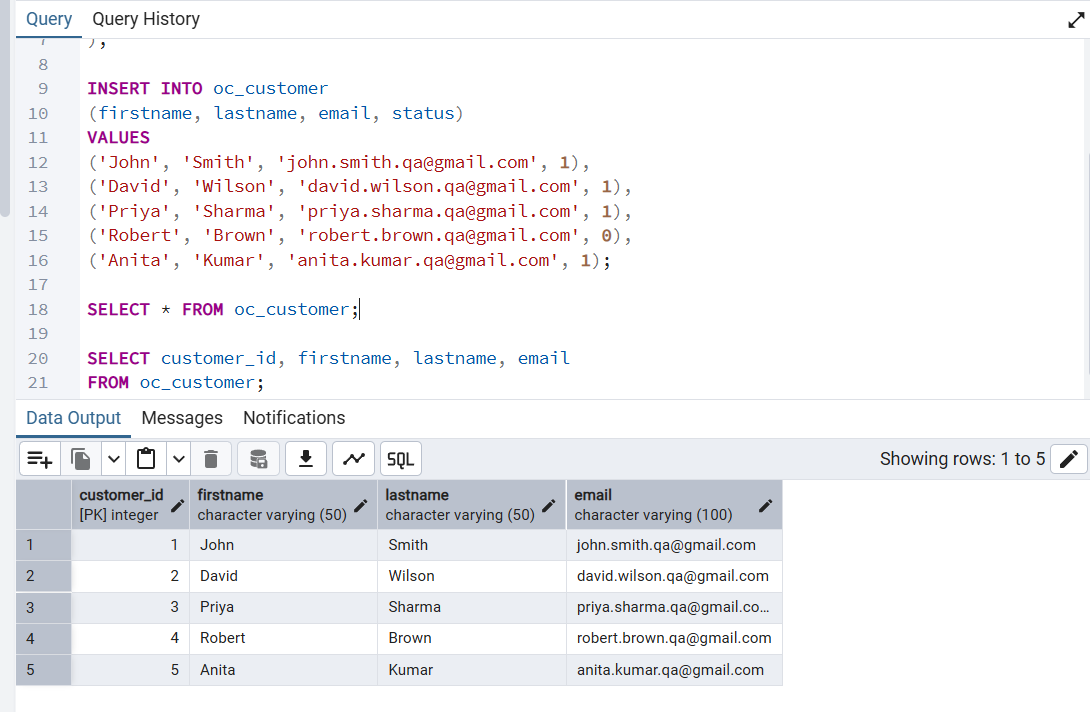 Query Query History
7 );
8
9 INSERT INTO oc_customer
10 (firstname, lastname, email, status)
11 VALUES
12 ('John', 'Smith', 'john.smith.qa@gmail.com', 1),
13 ('David', 'Wilson', 'david.wilson.qa@gmail.com', 1),
14 ('Priya', 'Sharma', 'priya.sharma.qa@gmail.com', 1),
15 ('Robert', 'Brown', 'robert.brown.qa@gmail.com', 0),
16 ('Anita', 'Kumar', 'anita.kumar.qa@gmail.com', 1);
17
18 SELECT * FROM oc_customer;
19
20 SELECT customer_id, firstname, lastname, email
21 FROM oc_customer;
Data Output Messages Notifications
SQL Showing rows: 1 to 5
customer_id firstname lastname email
[PK] integer character varying (50) character varying (50) character varying (100)
1 1 John Smith john.smith.qa@gmail.com
2 2 David Wilson david.wilson.qa@gmail.com
3 3 Priya Sharma priya.sharma.qa@gmail.co...
4 4 Robert Brown robert.brown.qa@gmail.com
5 5 Anita Kumar anita.kumar.qa@gmail.com